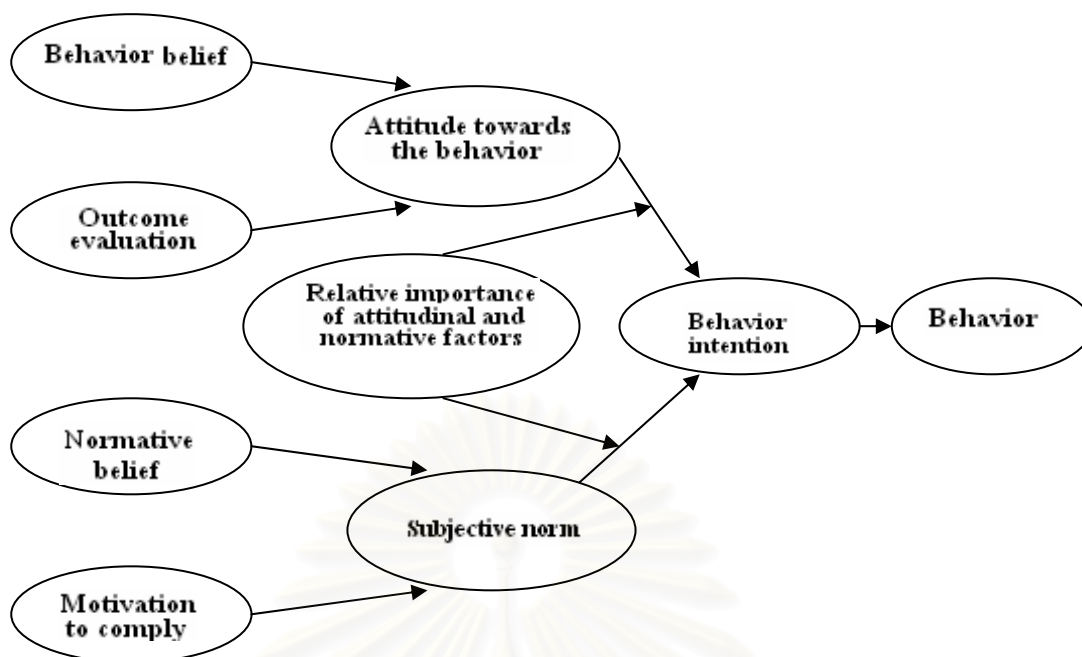 Behavior belief
Attitude towards
the behavior
Outcome
evaluation
Relative importance
of attitudinal and
normative factors
Behavior
intention
Behavior
Normative
belief
Subjective norm
Motivation
to comply